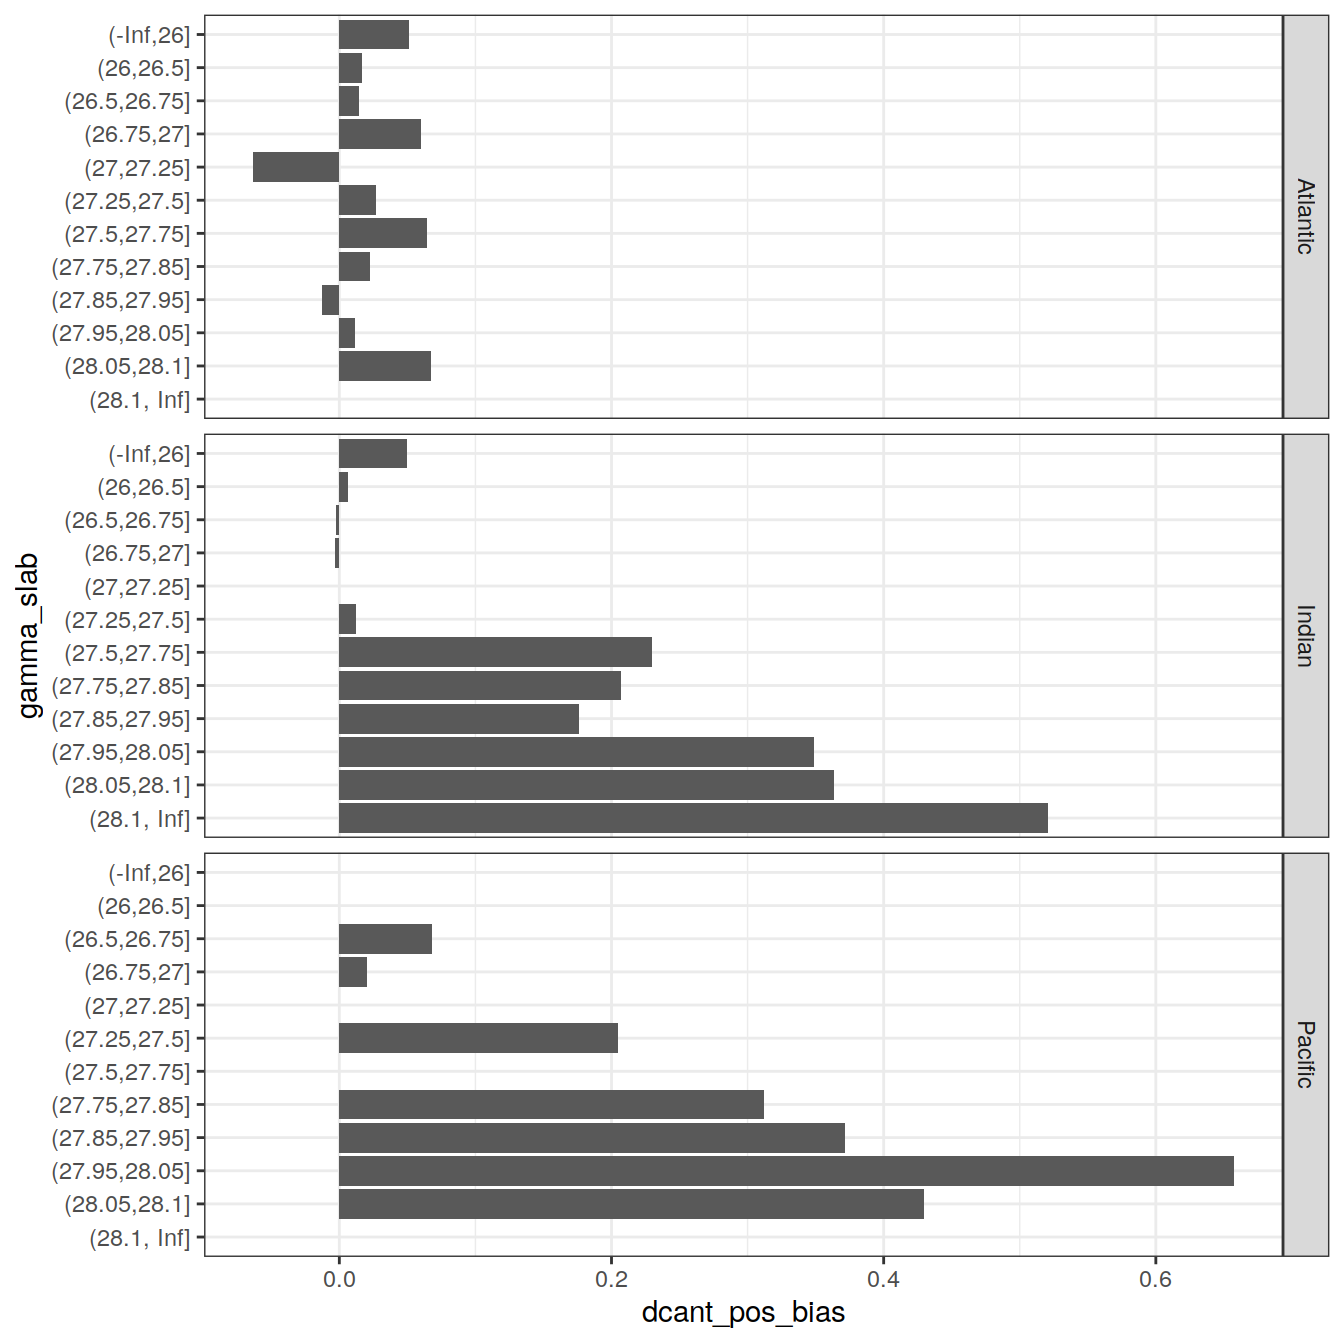 (-Inf,26]
(26,26.5]
(26.5,26.75]
(26.75,27]
(27,27.25]
(27.25,27.5]
(27.5,27.75]
(27.75,27.85]
(27.85,27.95]
(27.95,28.05]
(28.05,28.1]
(28.1, Inf]
Atlantic
(-Inf,26]
(26,26.5]
(26.5,26.75]
(26.75,27]
(27,27.25]
(27.25,27.5]
(27.5,27.75]
(27.75,27.85]
(27.85,27.95]
(27.95,28.05]
(28.05,28.1]
(28.1, Inf]
Indian
gamma_slab
(-Inf,26]
(26,26.5]
(26.5,26.75]
(26.75,27]
(27,27.25]
(27.25,27.5]
(27.5,27.75]
(27.75,27.85]
(27.85,27.95]
(27.95,28.05]
(28.05,28.1]
(28.1, Inf]
Pacific
0.0 0.2 0.4 0.6
dcant_pos_bias